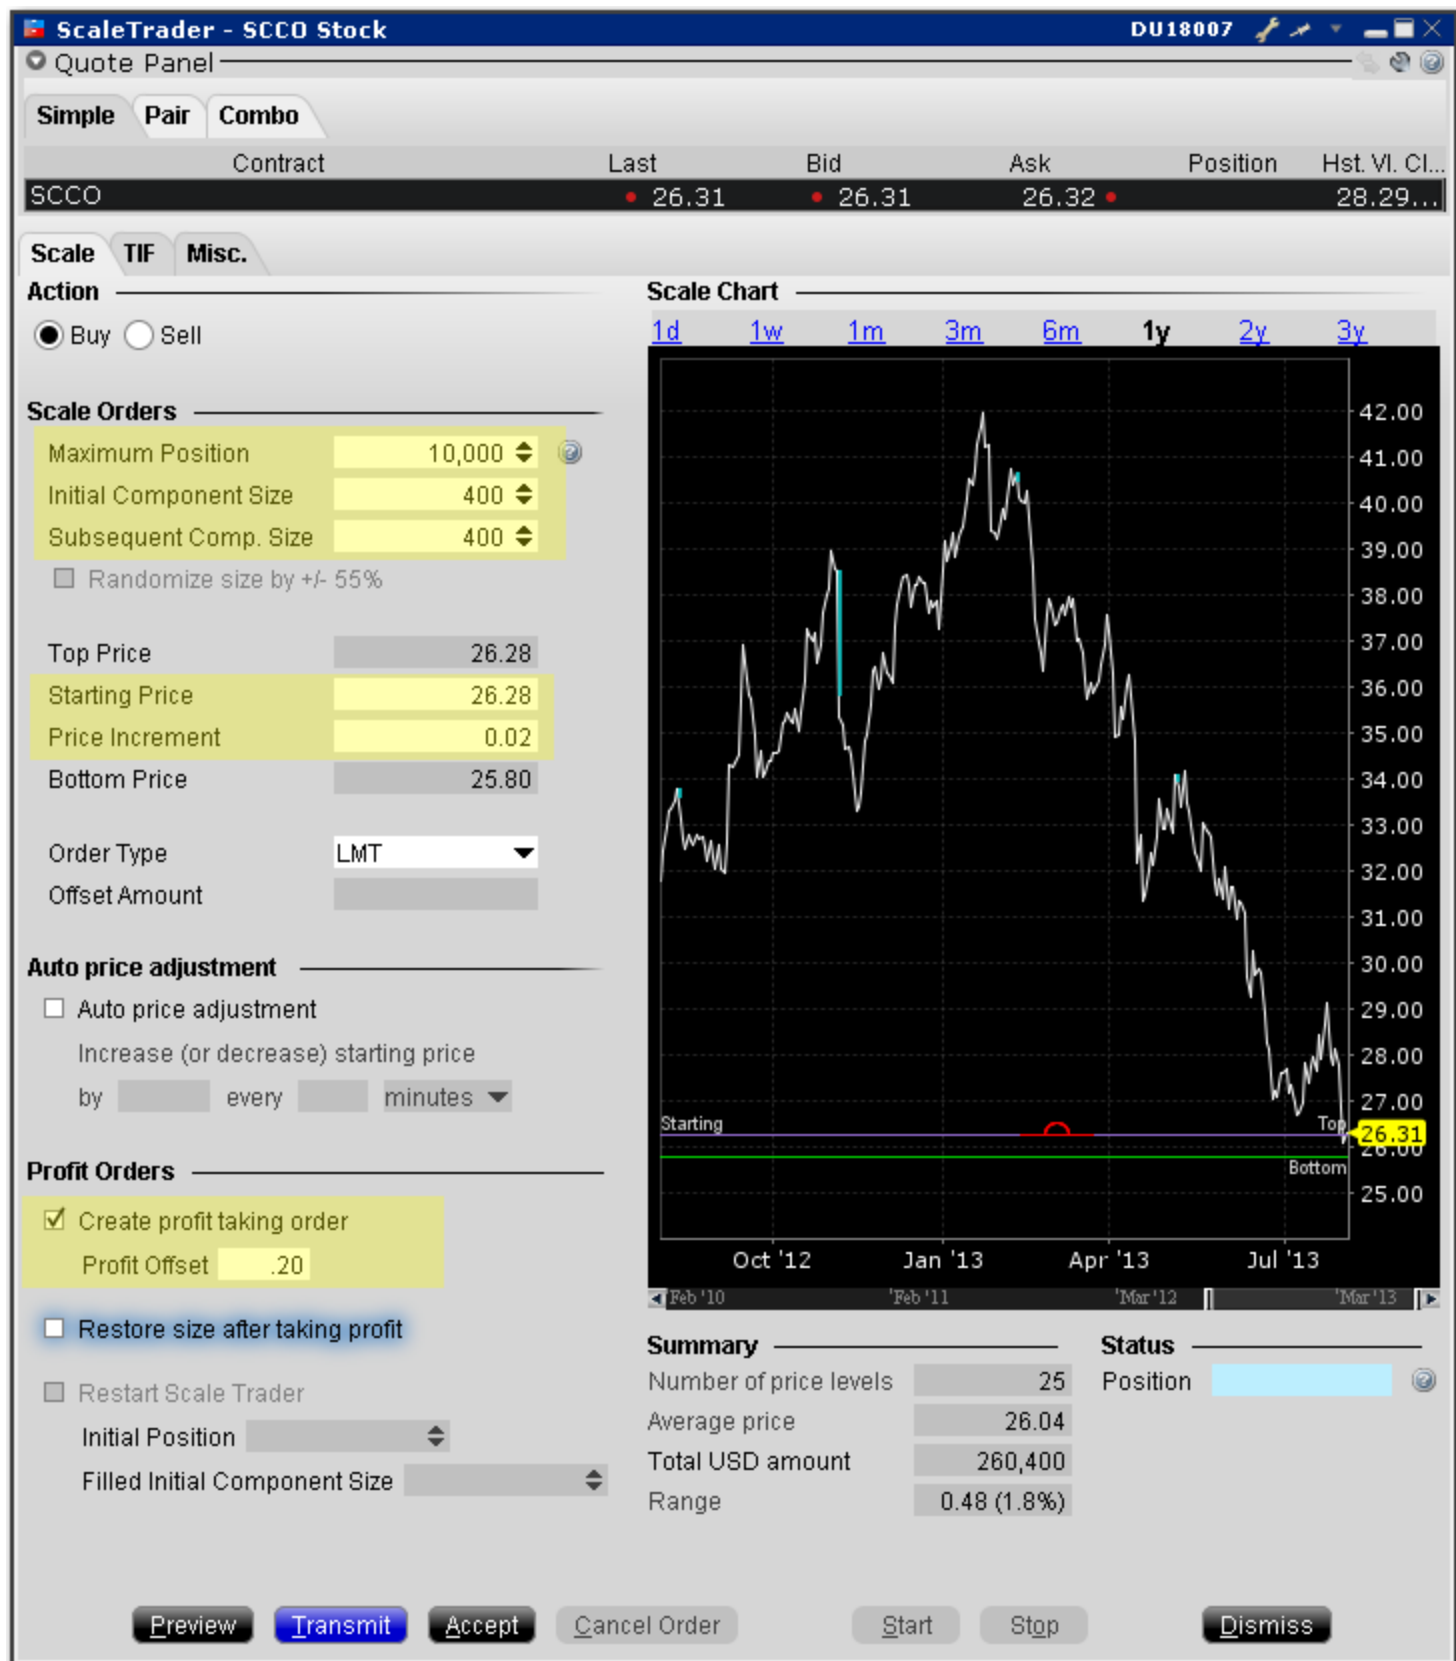 ScaleTrader - SCCO Stock DU18007
Quote Panel
Simple Pair Combo
Contract Last Bid Ask Position Hst. Vl. Cl...
SCCO 26.31 26.31 26.32 28.29...
Scale TIF Misc.
Action
Buy Sell
Scale Orders
Maximum Position 10,000
Initial Component Size 400
Subsequent Comp. Size 400
Randomize size by +/- 55%
Top Price 26.28
Starting Price 26.28
Price Increment 0.02
Bottom Price 25.80
Order Type LMT
Offset Amount
Auto price adjustment
Auto price adjustment
Increase (or decrease) starting price
by every minutes
Profit Orders
Create profit taking order
Profit Offset .20
Restore size after taking profit
Restart Scale Trader
Initial Position
Filled Initial Component Size
Scale Chart
1d 1w 1m 3m 6m 1y 2y 3y
42.00
41.00
40.00
39.00
38.00
37.00
36.00
35.00
34.00
33.00
32.00
31.00
30.00
29.00
28.00
27.00
Starting Top 26.31
26.00
Bottom
25.00
Oct '12 Jan '13 Apr '13 Jul '13
Feb '10 'Feb '11 'Mar '12 'Mar '13
Summary
Number of price levels 25
Average price 26.04
Total USD amount 260,400
Range 0.48 (1.8%)
Status
Position
Preview Transmit Accept Cancel Order Start Stop Dismiss